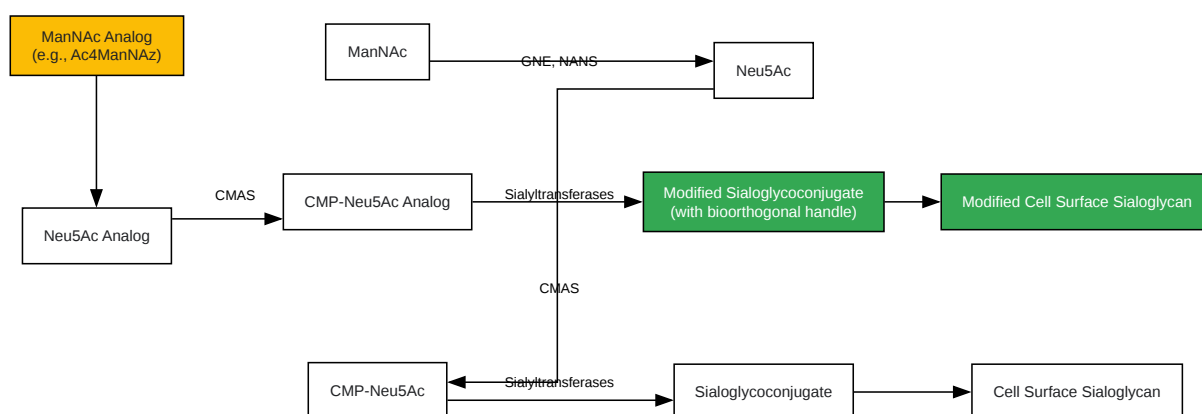 ManNAc Analog
(e.g., Ac4ManNAz)
ManNAc
GNE, NANS
Neu5Ac
Neu5Ac Analog
CMAS
CMP-Neu5Ac Analog
Sialyltransferases
Modified Sialoglycoconjugate
(with bioorthogonal handle)
Modified Cell Surface Sialoglycan
CMAS
CMP-Neu5Ac
Sialyltransferases
Sialoglycoconjugate
Cell Surface Sialoglycan